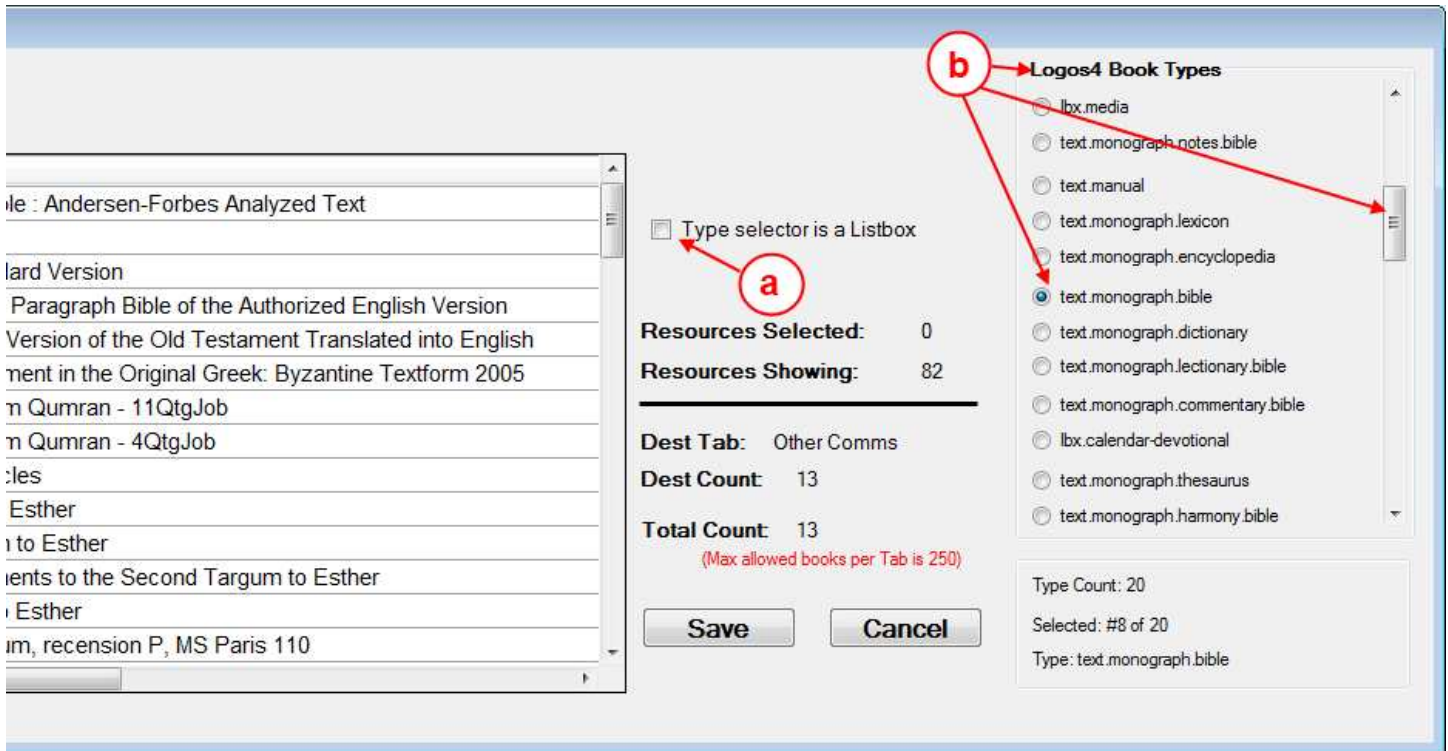 b
Logos4 Book Types
lbx.media
text.monograph.notes.bible
text.manual
text.monograph.lexicon
text.monograph.encyclopedia
text.monograph.bible
text.monograph.dictionary
text.monograph.lectionary.bible
text.monograph.commentary.bible
lbx.calendar-devotional
text.monograph.thesaurus
text.monograph.harmony.bible
Type Count: 20
Selected: #8 of 20
Type: text.monograph.bible
: Andersen-Forbes Analyzed Text
Version
Paragraph Bible of the Authorized English Version
Version of the Old Testament Translated into English
in the Original Greek: Byzantine Textform 2005
Qumran - 11QtgJob
Qumran - 4QtgJob
Esther
to Esther
to the Second Targum to Esther
Esther
recension P, MS Paris 110
Type selector is a Listbox
a
Resources Selected: 0
Resources Showing: 82
Dest Tab: Other Comms
Dest Count: 13
Total Count: 13
(Max allowed books per Tab is 250)
Save Cancel